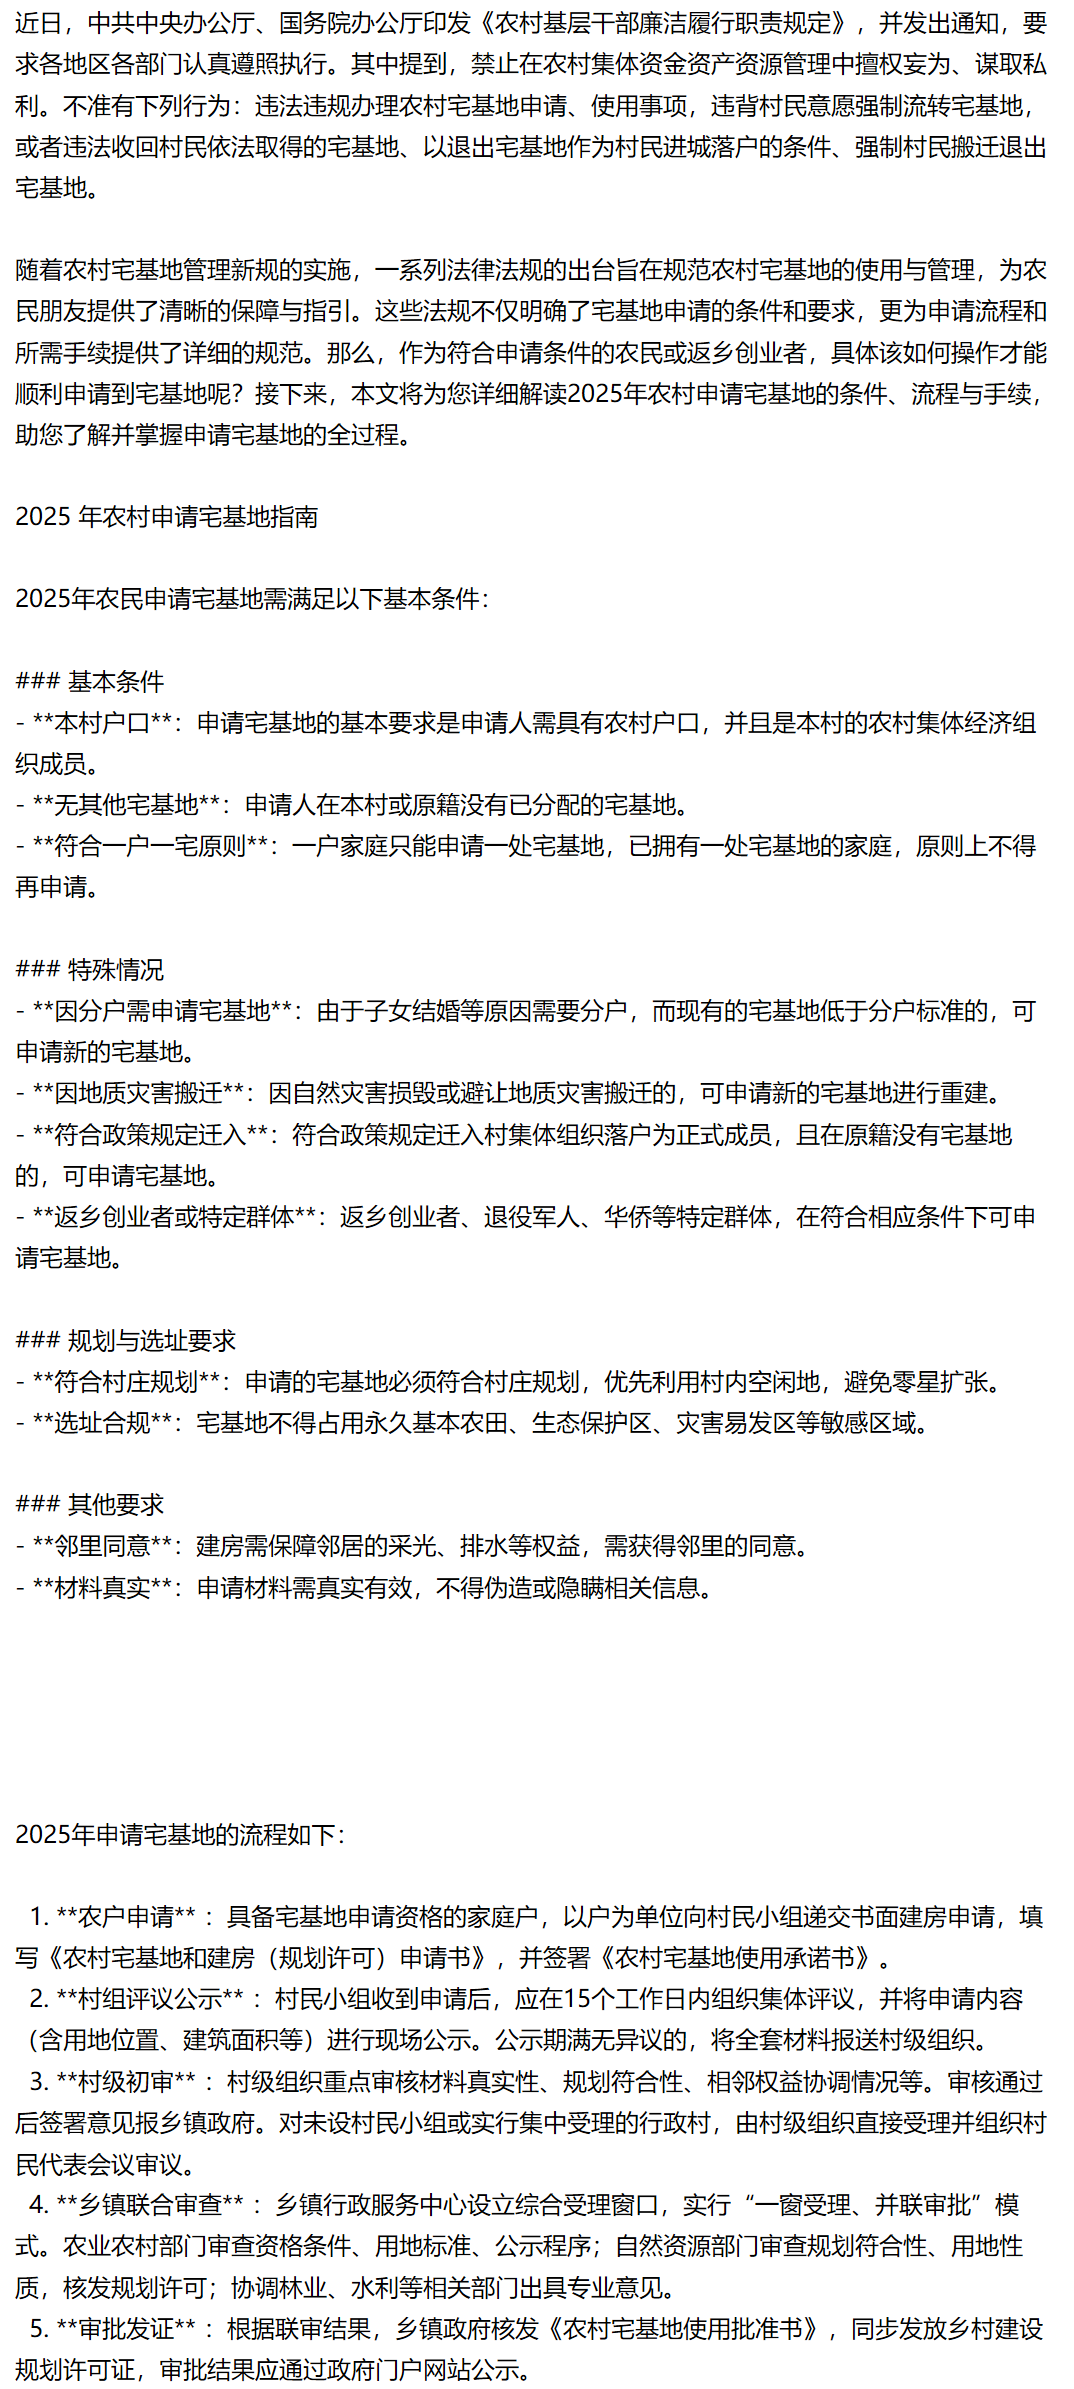 近日，中共中央办公厅、国务院办公厅印发《农村基层干部廉洁履行职责规定》，并发出通知，要
求各地区各部门认真遵照执行。其中提到，禁止在农村集体资金资产资源管理中擅权妄为、谋取私
利。不准有下列行为：违法违规办理农村宅基地申请、使用事项，违背村民意愿强制流转宅基地，
或者违法收回村民依法取得的宅基地、以退出宅基地作为村民进城落户的条件、强制村民搬迁退出
宅基地。
随着农村宅基地管理新规的实施，一系列法律法规的出台旨在规范农村宅基地的使用与管理，为农
民朋友提供了清晰的保障与指引。这些法规不仅明确了宅基地申请的条件和要求，更为申请流程和
所需手续提供了详细的规范。那么，作为符合申请条件的农民或返乡创业者，具体该如何操作才能
顺利申请到宅基地呢？接下来，本文将为您详细解读2025年农村申请宅基地的条件、流程与手续，
助您了解并掌握申请宅基地的全过程。
2025 年农村申请宅基地指南
2025年农民申请宅基地需满足以下基本条件：
### 基本条件
- **本村户口**：申请宅基地的基本要求是申请人需具有农村户口，并且是本村的农村集体经济组
织成员。
- **无其他宅基地**：申请人在本村或原籍没有已分配的宅基地。
- **符合一户一宅原则**：一户家庭只能申请一处宅基地，已拥有一处宅基地的家庭，原则上不得
再申请。
### 特殊情况
- **因分户需申请宅基地**：由于子女结婚等原因需要分户，而现有的宅基地低于分户标准的，可
申请新的宅基地。
- **因地质灾害搬迁**：因自然灾害损毁或避让地质灾害搬迁的，可申请新的宅基地进行重建。
- **符合政策规定迁入**：符合政策规定迁入村集体组织落户为正式成员，且在原籍没有宅基地
的，可申请宅基地。
- **返乡创业者或特定群体**：返乡创业者、退役军人、华侨等特定群体，在符合相应条件下可申
请宅基地。
### 规划与选址要求
- **符合村庄规划**：申请的宅基地必须符合村庄规划，优先利用村内空闲地，避免零星扩张。
- **选址合规**：宅基地不得占用永久基本农田、生态保护区、灾害易发区等敏感区域。
### 其他要求
- **邻里同意**：建房需保障邻居的采光、排水等权益，需获得邻里的同意。
- **材料真实**：申请材料需真实有效，不得伪造或隐瞒相关信息。
2025年申请宅基地的流程如下：
1. **农户申请** ：具备宅基地申请资格的家庭户，以户为单位向村民小组递交书面建房申请，填
写《农村宅基地和建房（规划许可）申请书》，并签署《农村宅基地使用承诺书》。
2. **村组评议公示** ：村民小组收到申请后，应在15个工作日内组织集体评议，并将申请内容
（含用地位置、建筑面积等）进行现场公示。公示期满无异议的，将全套材料报送村级组织。
3. **村级初审** ：村级组织重点审核材料真实性、规划符合性、相邻权益协调情况等。审核通过
后签署意见报乡镇政府。对未设村民小组或实行集中受理的行政村，由村级组织直接受理并组织村
民代表会议审议。
4. **乡镇联合审查** ：乡镇行政服务中心设立综合受理窗口，实行“一窗受理、并联审批”模
式。农业农村部门审查资格条件、用地标准、公示程序；自然资源部门审查规划符合性、用地性
质，核发规划许可；协调林业、水利等相关部门出具专业意见。
5. **审批发证** ：根据联审结果，乡镇政府核发《农村宅基地使用批准书》，同步发放乡村建设
规划许可证，审批结果应通过政府门户网站公示。